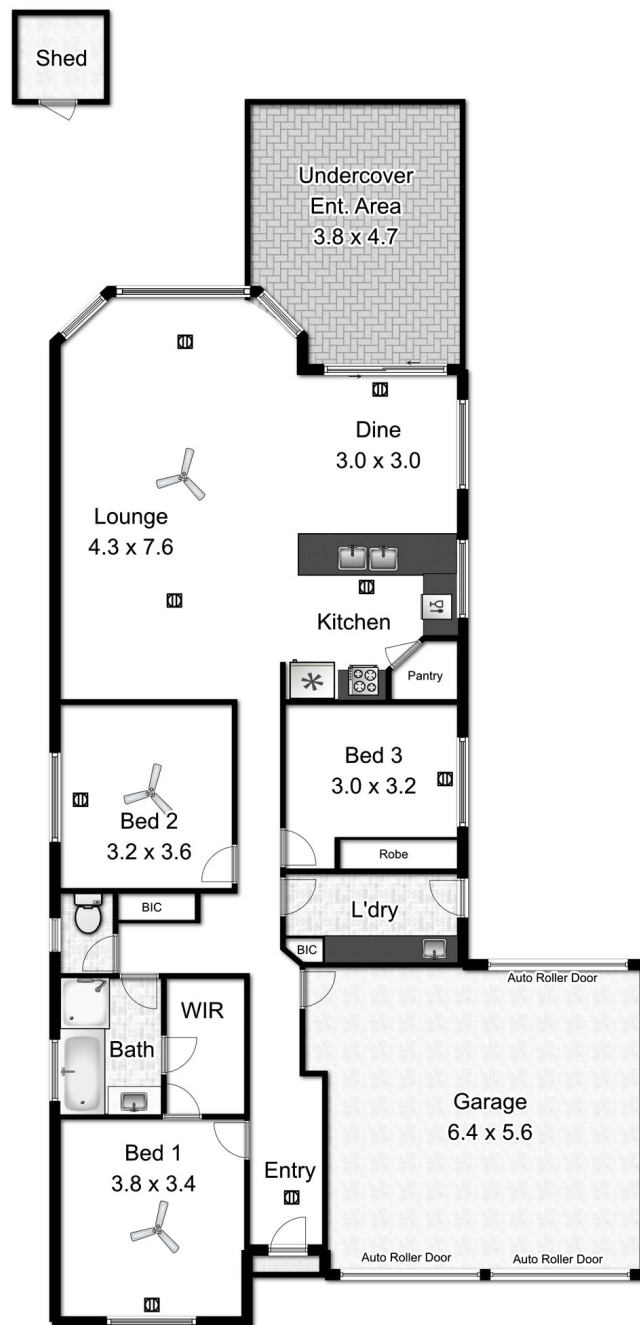 Shed
Undercover
Ent. Area
3.8 x 4.7
Dine
3.0 x 3.0
Lounge
4.3 x 7.6
Kitchen
Pantry
Bed 3
3.0 x 3.2
Bed 2
3.2 x 3.6
Robe
BIC
L'dry
BIC
Auto Roller Door
WIR
Bath
Garage
6.4 x 5.6
Bed 1
3.8 x 3.4
Entry
Auto Roller Door
Auto Roller Door